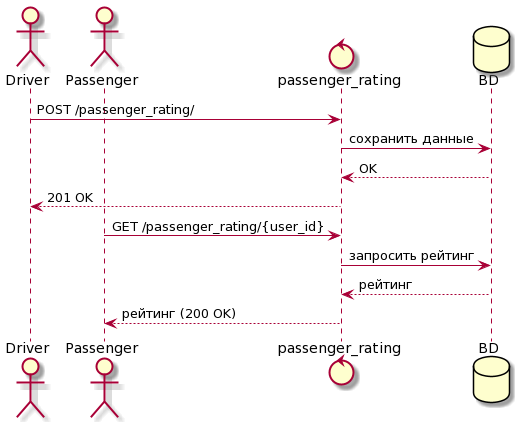 Driver Passenger passenger_rating BD
POST /passenger_rating/
сохранить данные
OK
201 OK
GET /passenger_rating/{user_id}
запросить рейтинг
рейтинг
рейтинг (200 OK)
Driver Passenger passenger_rating BD